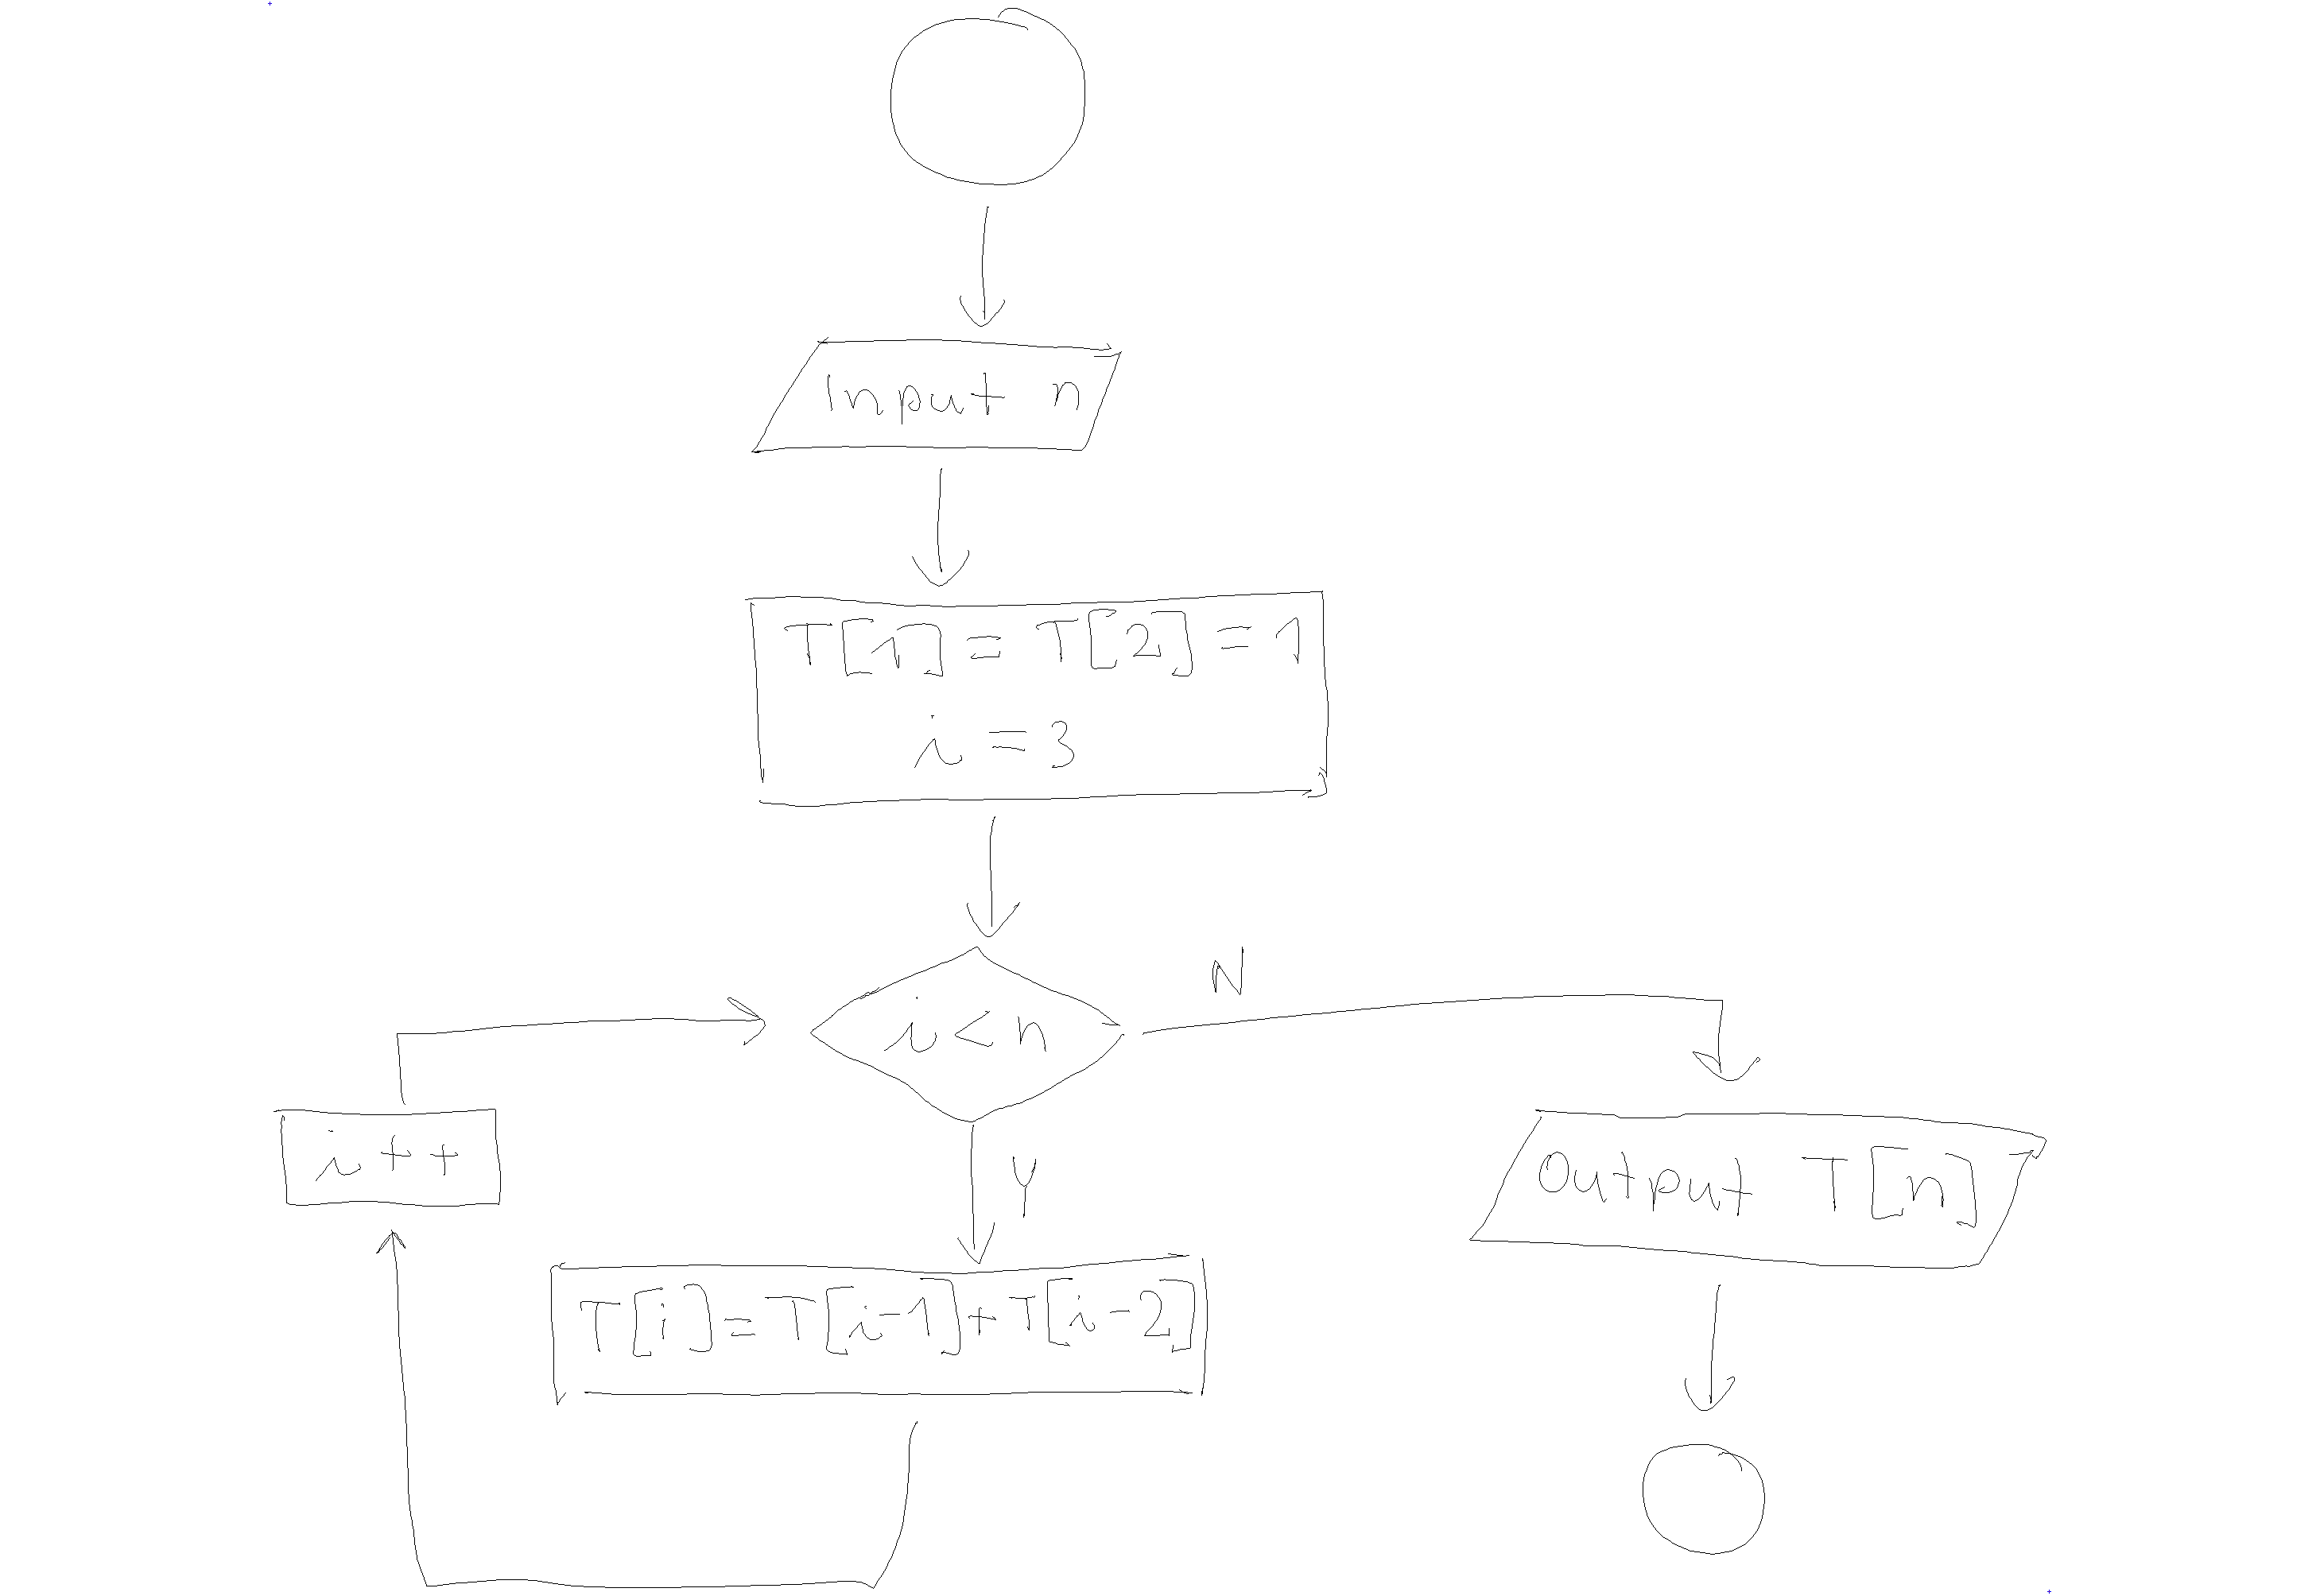 Input n
T[1] = T[2] = 1
i = 3
i < n
N
Y
i++
Output T[n]
T[i] = T[i-1] + T[i-2]